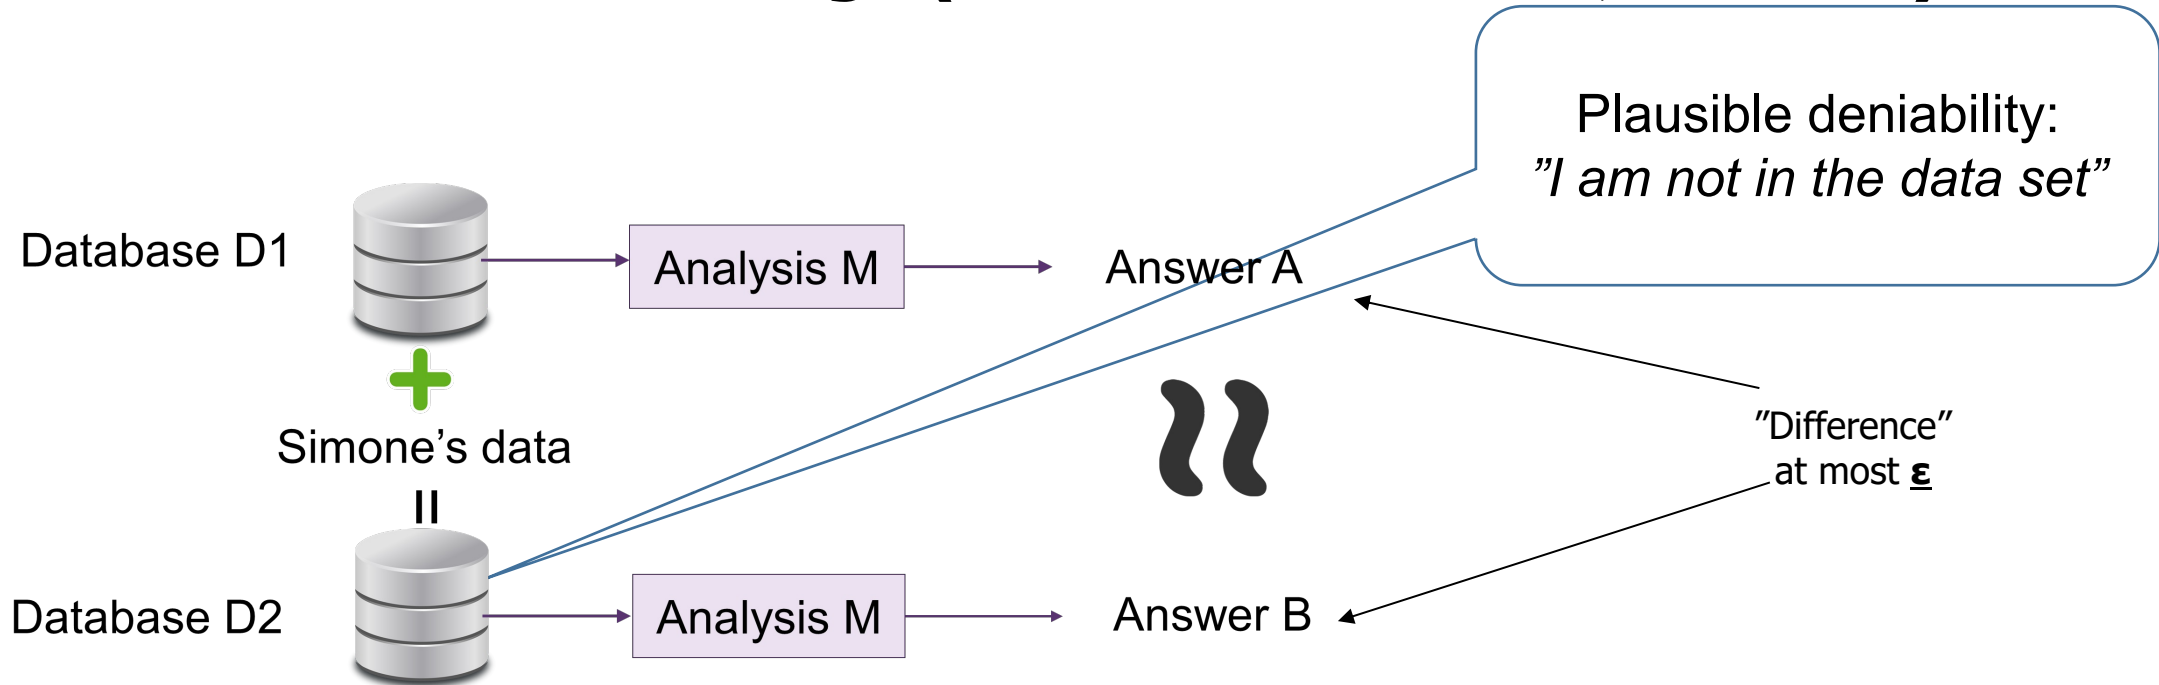 Plausible deniability:
”I am not in the data set”
Database D1
Analysis M
Answer A
Simone’s data
”Difference”
at most ε
Database D2
Analysis M
Answer B